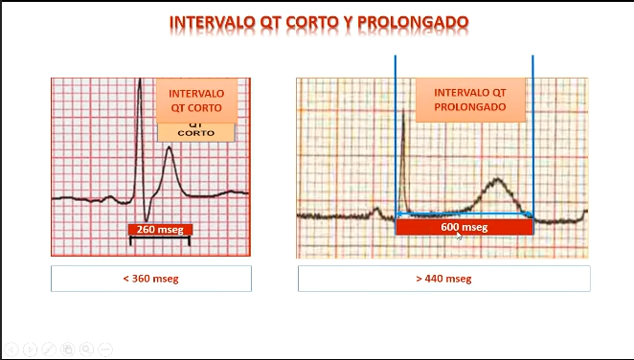 INTERVALO QT CORTO Y PROLONGADO
INTERVALO
QT CORTO
QT
CORTO
260 mseg
< 360 mseg
INTERVALO QT
PROLONGADO
600 mseg
> 440 mseg